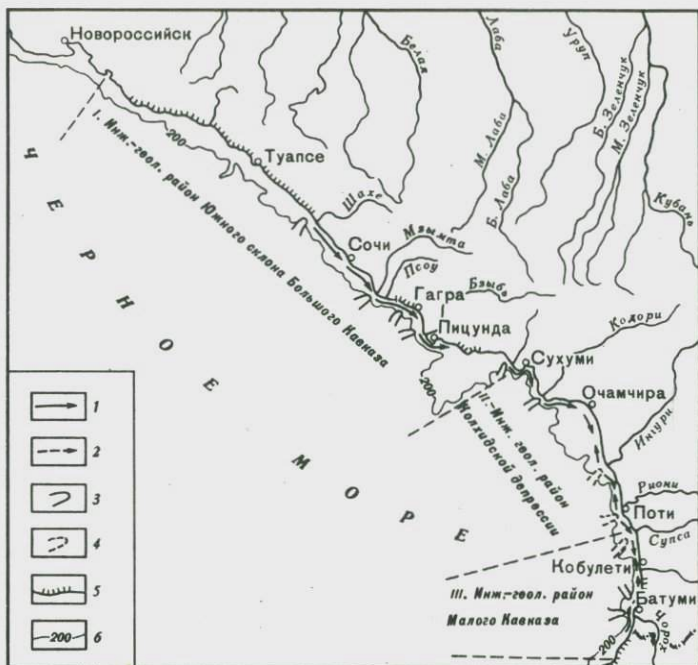 Новороссийск
Белая
Лаба
Уруп
Б. Зеленчук
М. Зеленчук
М. Лаба
Б. Лаба
Кубань
200
Туапсе
Шахе
I. Инж.-геол. район Южного склона Большого Кавказа
Сочи
Мзымта
Псоу
Гагра
Бзыбь
Пицунда
Кодори
ЧЕРНОЕ МОРЕ
200
Сухуми
Очамчира
Ингури
II.-Инж. геол. район
Колхидской депрессии
Риони
Поти
Супса
Кобулети
III. Инж.-геол. район
Малого Кавказа
Батуми
Чорох
200
1
2
3
4
5
200
6